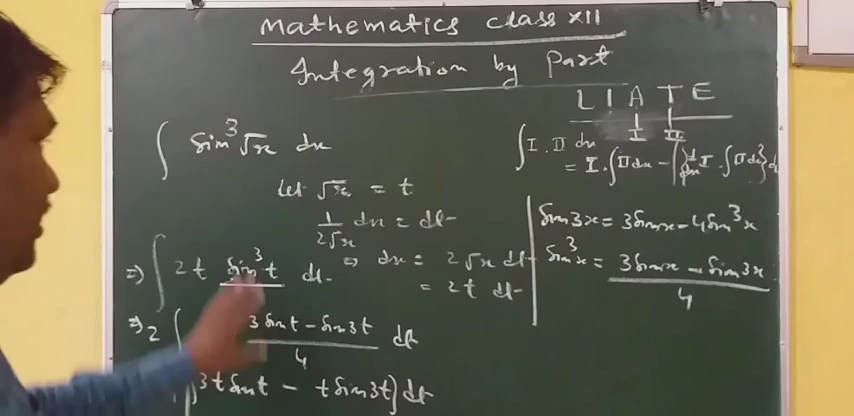 Mathematics class XII
Integration by Part
L I A T E
I II
∫ sin³√x dx
∫ I . II dx
= I . ∫ II dx - ∫{d/dx I . ∫ II dx} d
Let √x = t
1/2√x dx = dt
⇒ ∫ 2t sin³t dt
⇒ dx = 2√x dt
= 2t dt
sin3x = 3sinx - 4sin³x
sin³x = 3sinx - sin3x / 4
⇒ 2 ∫ 3sint - sin3t / 4 dt
3t sint - t sin3t) dt